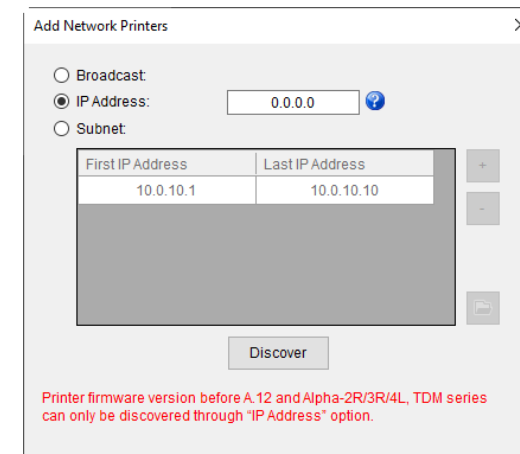 Add Network Printers
Broadcast:
IP Address: 0.0.0.0
Subnet:
First IP Address Last IP Address
10.0.10.1 10.0.10.10
+
-
Discover
Printer firmware version before A.12 and Alpha-2R/3R/4L, TDM series
can only be discovered through “IP Address” option.